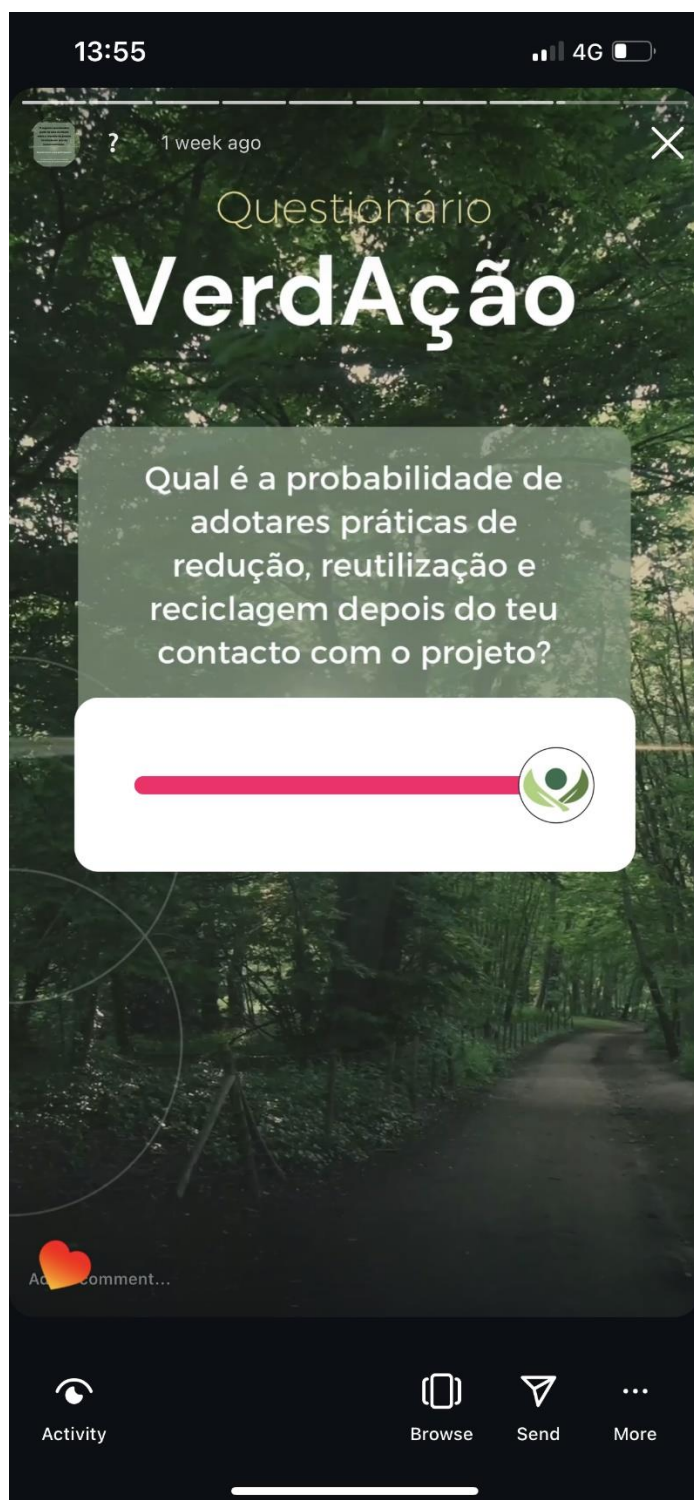 13:55
4G
? 1 week ago
Questionário
VerdAção
Qual é a probabilidade de
adotares práticas de
redução, reutilização e
reciclagem depois do teu
contacto com o projeto?
comment...
Activity
Browse
Send
More